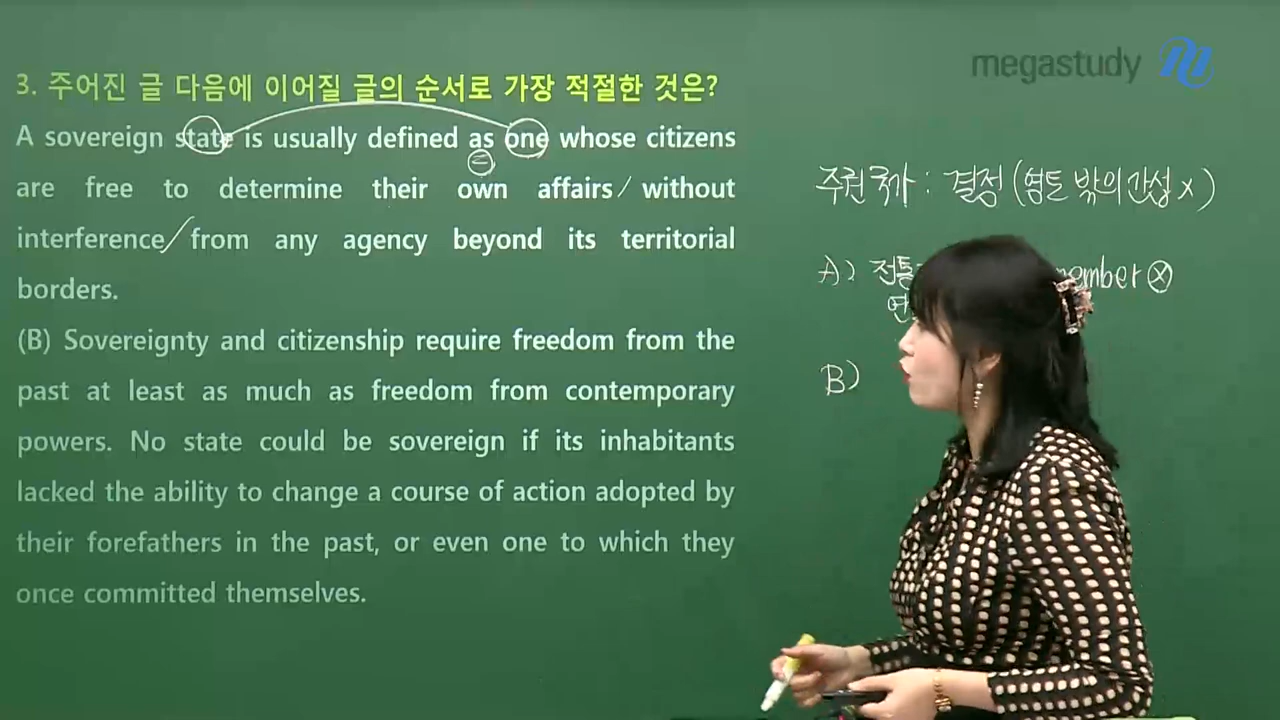 megastudy
3. 주어진 글 다음에 이어질 글의 순서로 가장 적절한 것은?
A sovereign state is usually defined as one whose citizens
are free to determine their own affairs without
interference from any agency beyond its territorial
borders.
(B) Sovereignty and citizenship require freedom from the
past at least as much as freedom from contemporary
powers. No state could be sovereign if its inhabitants
lacked the ability to change a course of action adopted by
their forefathers in the past, or even one to which they
once committed themselves.
주권국가 : 결정 (영토 밖의 간섭 x)
A) 전통 member ⓧ
B)